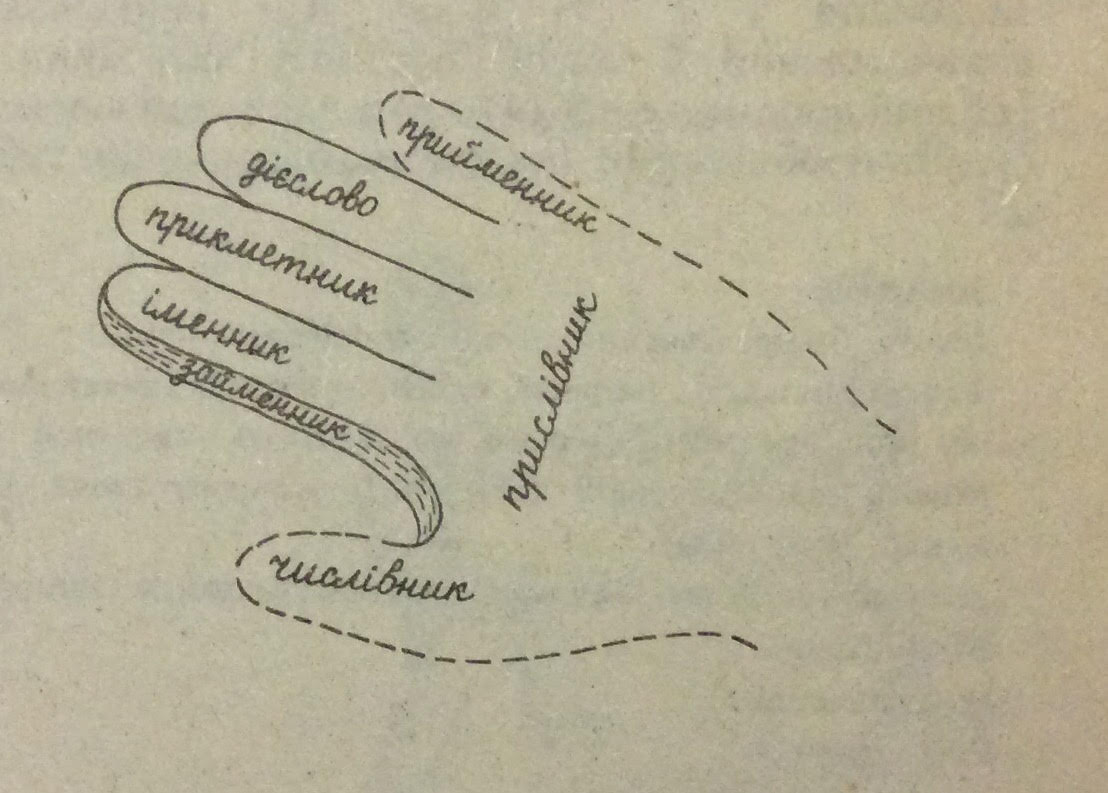 прийменник
дієслово
прикметник
іменник
займенник
прислівник
числівник